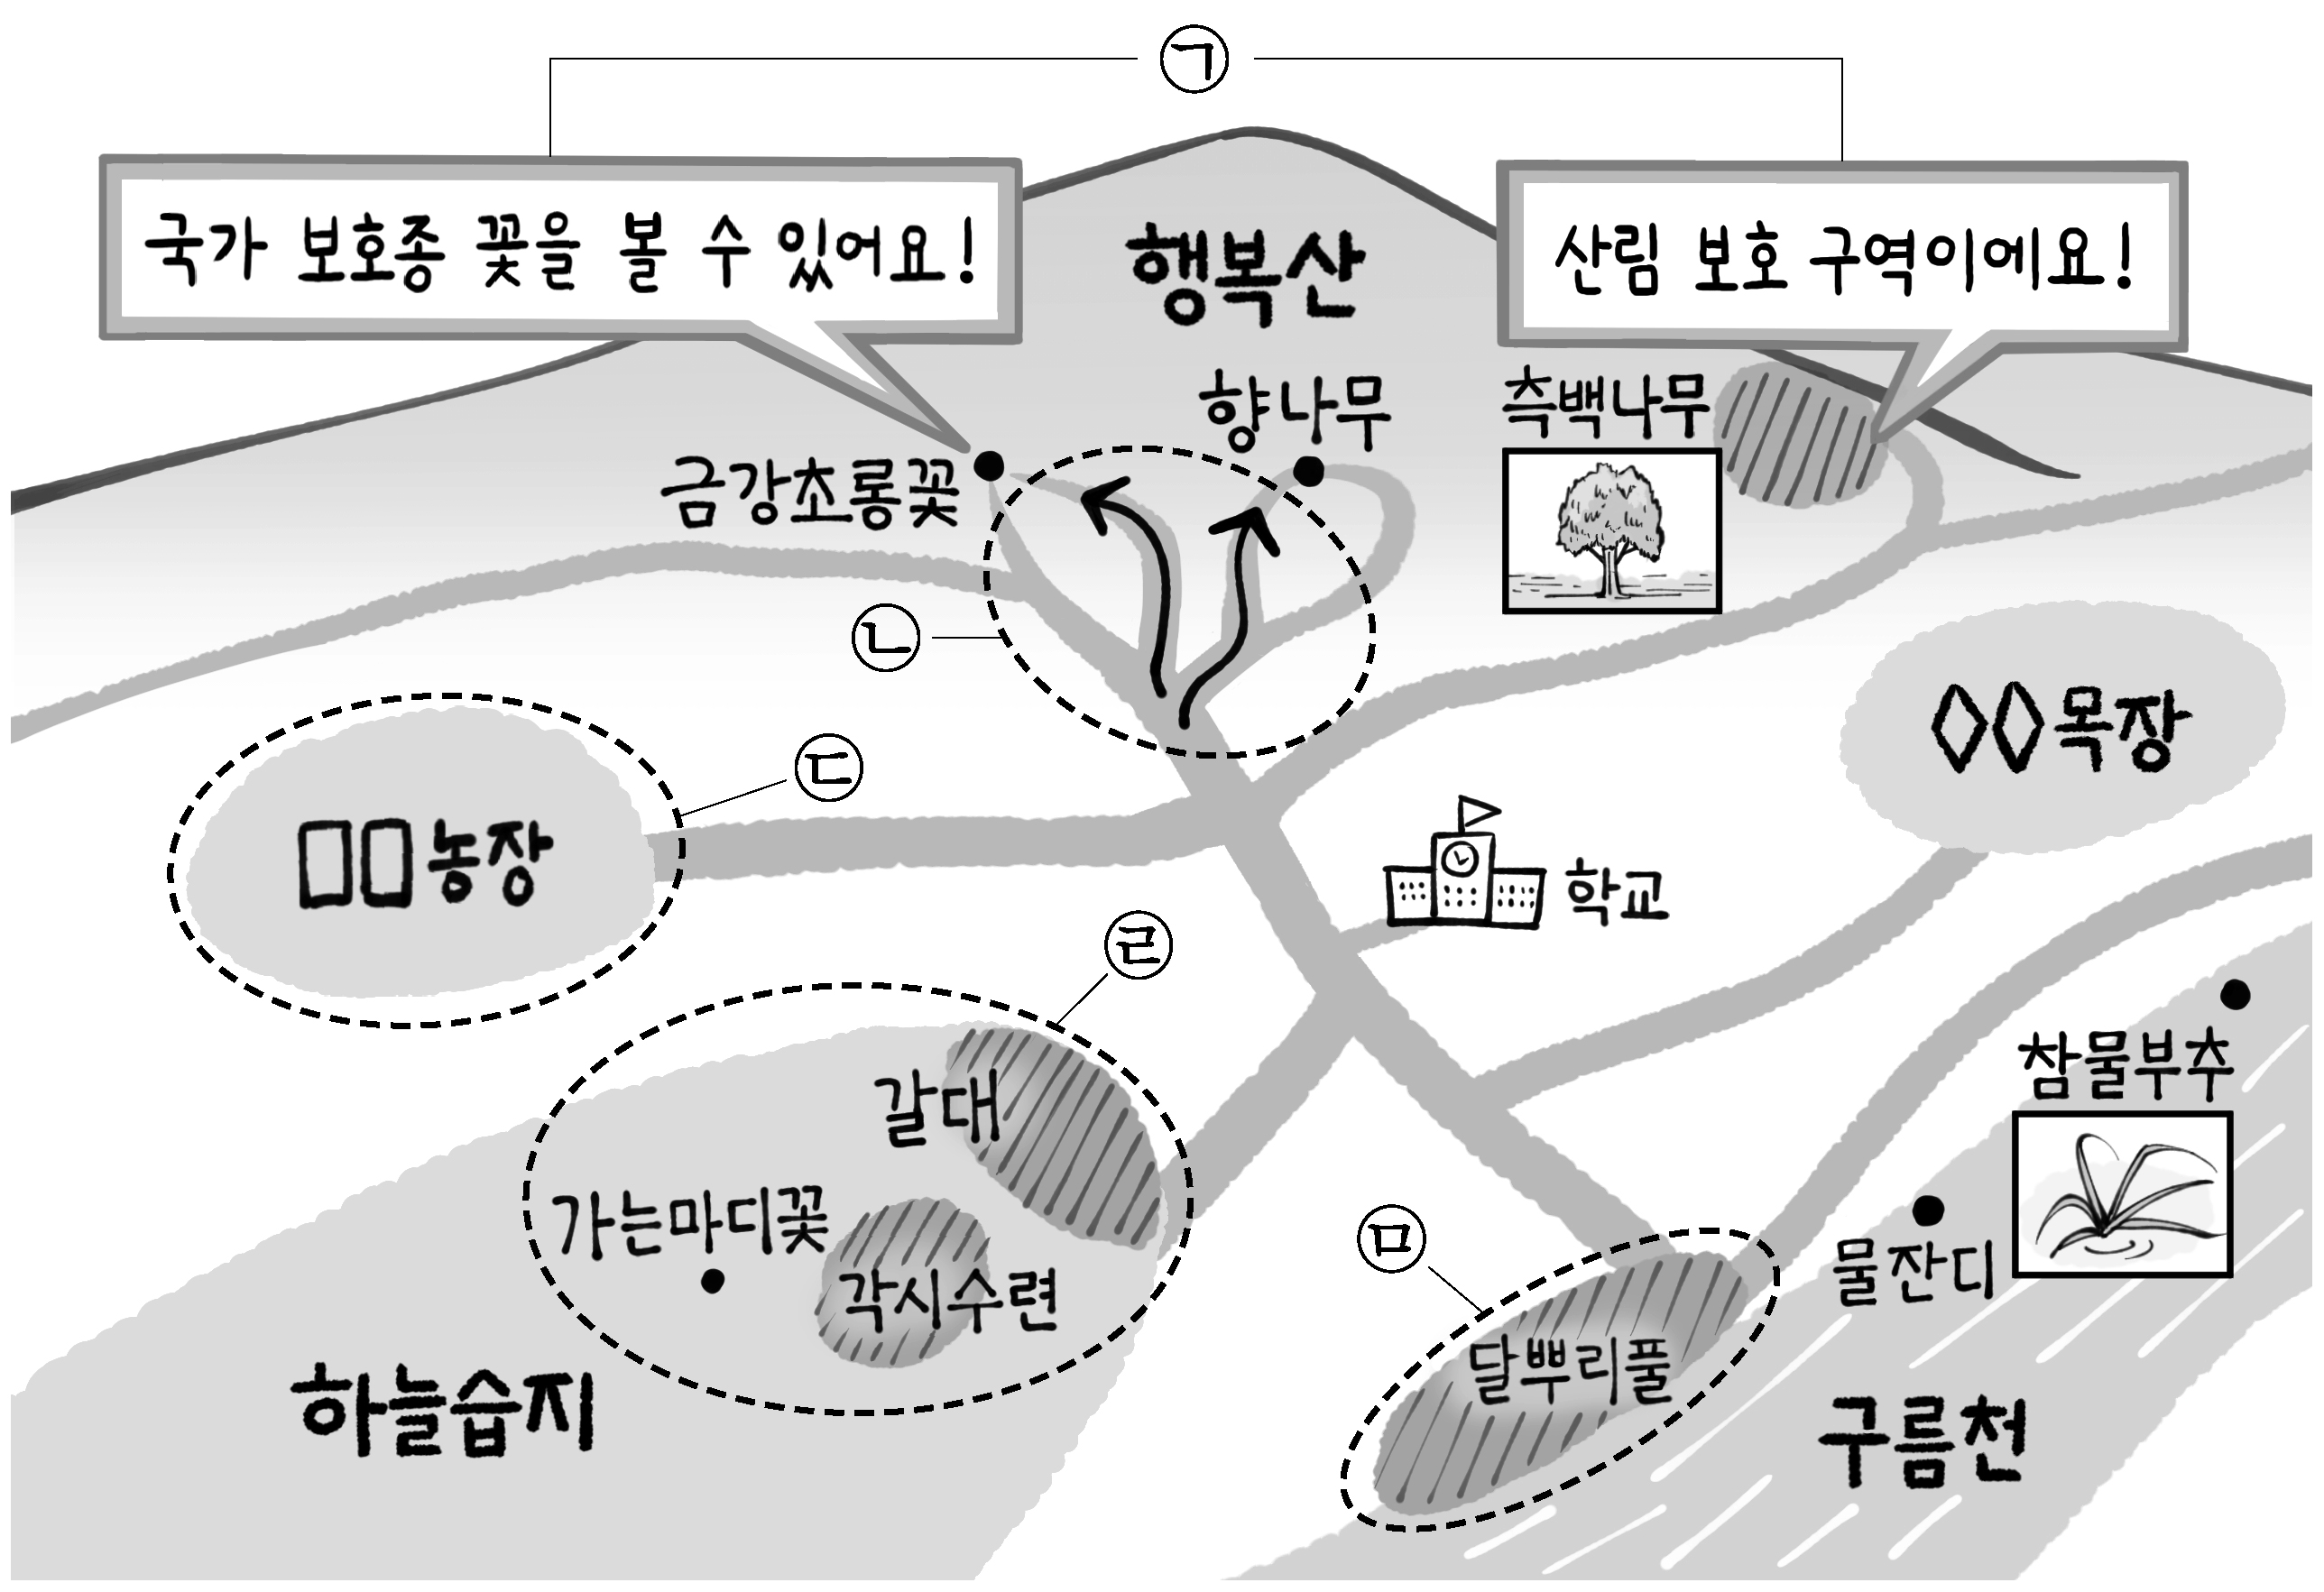 ㉠
국가 보호종 꽃을 볼 수 있어요!
산림 보호 구역이에요!
행복산
향나무
측백나무
금강초롱꽃
㉡
◊◊목장
㉢
□□농장
학교
㉣
갈대
참물부추
가는마디꽃
각시수련
㉤
물잔디
달뿌리풀
하늘습지
구름천